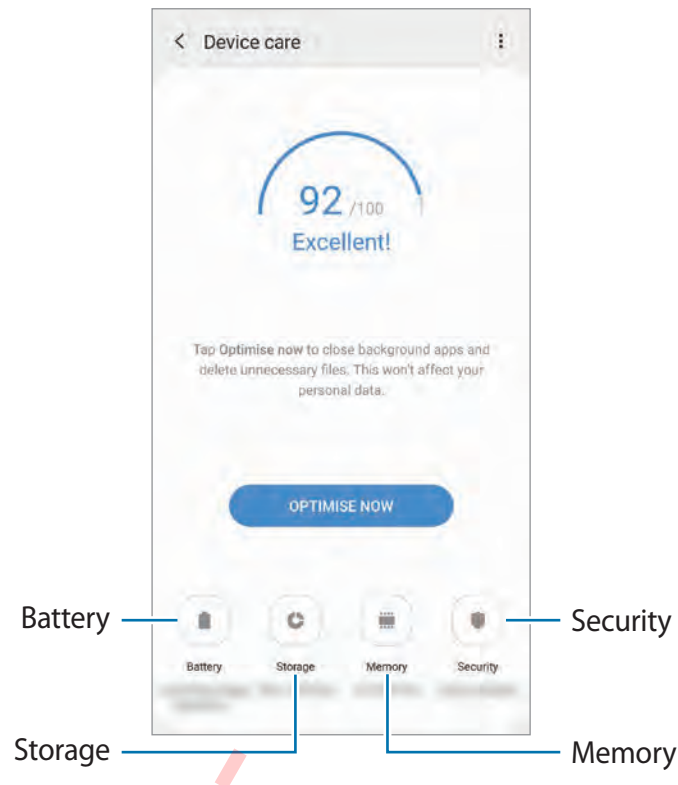 Device care
92 /100
Excellent!
Tap Optimise now to close background apps and
delete unnecessary files. This won't affect your
personal data.
OPTIMISE NOW
Battery
Security
Battery Storage Memory Security
Storage
Memory